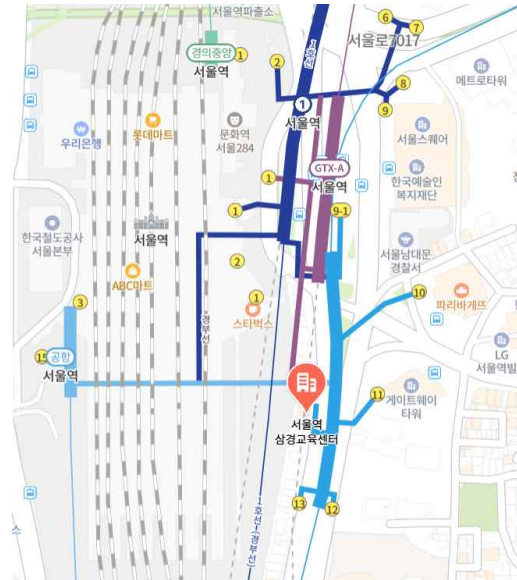 서울역파출소
6
7
서울로7017
경의중앙
1
서울역
2
1호선
메트로타워
8
9
1
서울역
우리은행
롯데마트
문화역
서울284
서울스퀘어
GTX-A
서울역
한국예술인
복지재단
1
1
9-1
한국철도공사
서울본부
서울역
서울남대문
경찰서
2
ABC마트
10
파리바게뜨
3
1
스타벅스
경부선
15
공항
서울역
LG
서울역빌
11
게이트웨이
타워
서울역
삼경교육센터
1호선(경부선)
13
12